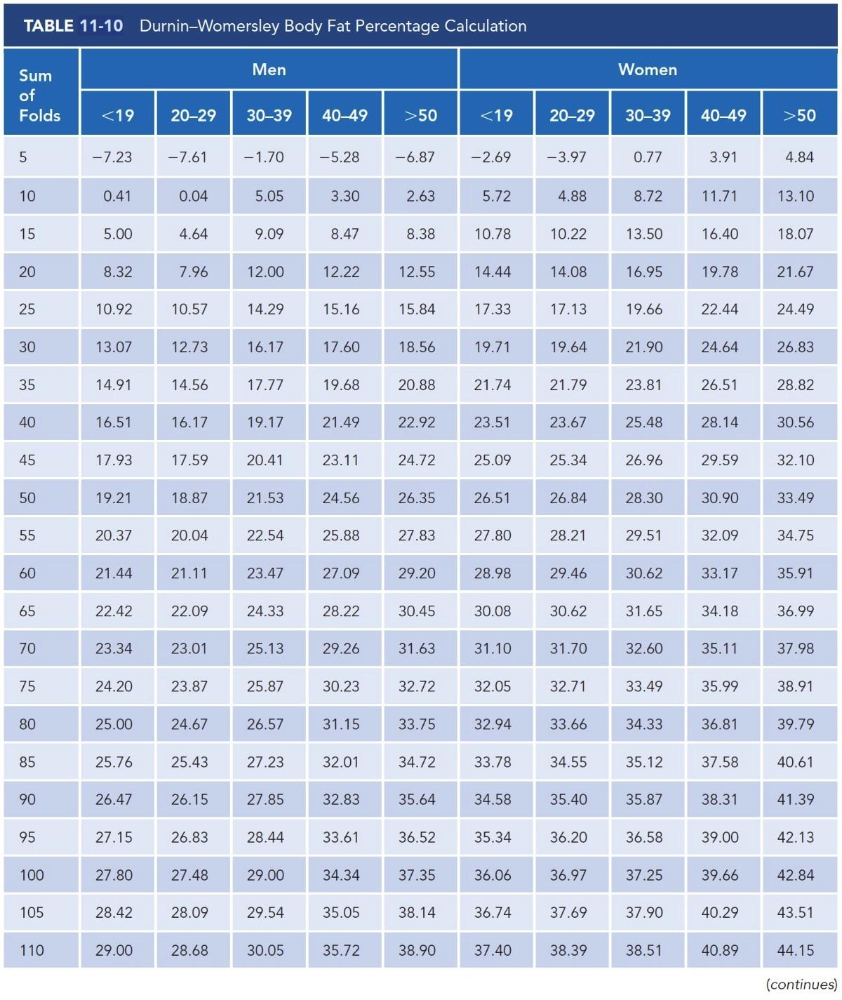 TABLE 11-10 Durnin–Womersley Body Fat Percentage Calculation
Sum of Folds Men Women
<19 20–29 30–39 40–49 >50 <19 20–29 30–39 40–49 >50
5 −7.23 −7.61 −1.70 −5.28 −6.87 −2.69 −3.97 0.77 3.91 4.84
10 0.41 0.04 5.05 3.30 2.63 5.72 4.88 8.72 11.71 13.10
15 5.00 4.64 9.09 8.47 8.38 10.78 10.22 13.50 16.40 18.07
20 8.32 7.96 12.00 12.22 12.55 14.44 14.08 16.95 19.78 21.67
25 10.92 10.57 14.29 15.16 15.84 17.33 17.13 19.66 22.44 24.49
30 13.07 12.73 16.17 17.60 18.56 19.71 19.64 21.90 24.64 26.83
35 14.91 14.56 17.77 19.68 20.88 21.74 21.79 23.81 26.51 28.82
40 16.51 16.17 19.17 21.49 22.92 23.51 23.67 25.48 28.14 30.56
45 17.93 17.59 20.41 23.11 24.72 25.09 25.34 26.96 29.59 32.10
50 19.21 18.87 21.53 24.56 26.35 26.51 26.84 28.30 30.90 33.49
55 20.37 20.04 22.54 25.88 27.83 27.80 28.21 29.51 32.09 34.75
60 21.44 21.11 23.47 27.09 29.20 28.98 29.46 30.62 33.17 35.91
65 22.42 22.09 24.33 28.22 30.45 30.08 30.62 31.65 34.18 36.99
70 23.34 23.01 25.13 29.26 31.63 31.10 31.70 32.60 35.11 37.98
75 24.20 23.87 25.87 30.23 32.72 32.05 32.71 33.49 35.99 38.91
80 25.00 24.67 26.57 31.15 33.75 32.94 33.66 34.33 36.81 39.79
85 25.76 25.43 27.23 32.01 34.72 33.78 34.55 35.12 37.58 40.61
90 26.47 26.15 27.85 32.83 35.64 34.58 35.40 35.87 38.31 41.39
95 27.15 26.83 28.44 33.61 36.52 35.34 36.20 36.58 39.00 42.13
100 27.80 27.48 29.00 34.34 37.35 36.06 36.97 37.25 39.66 42.84
105 28.42 28.09 29.54 35.05 38.14 36.74 37.69 37.90 40.29 43.51
110 29.00 28.68 30.05 35.72 38.90 37.40 38.39 38.51 40.89 44.15
(continues)